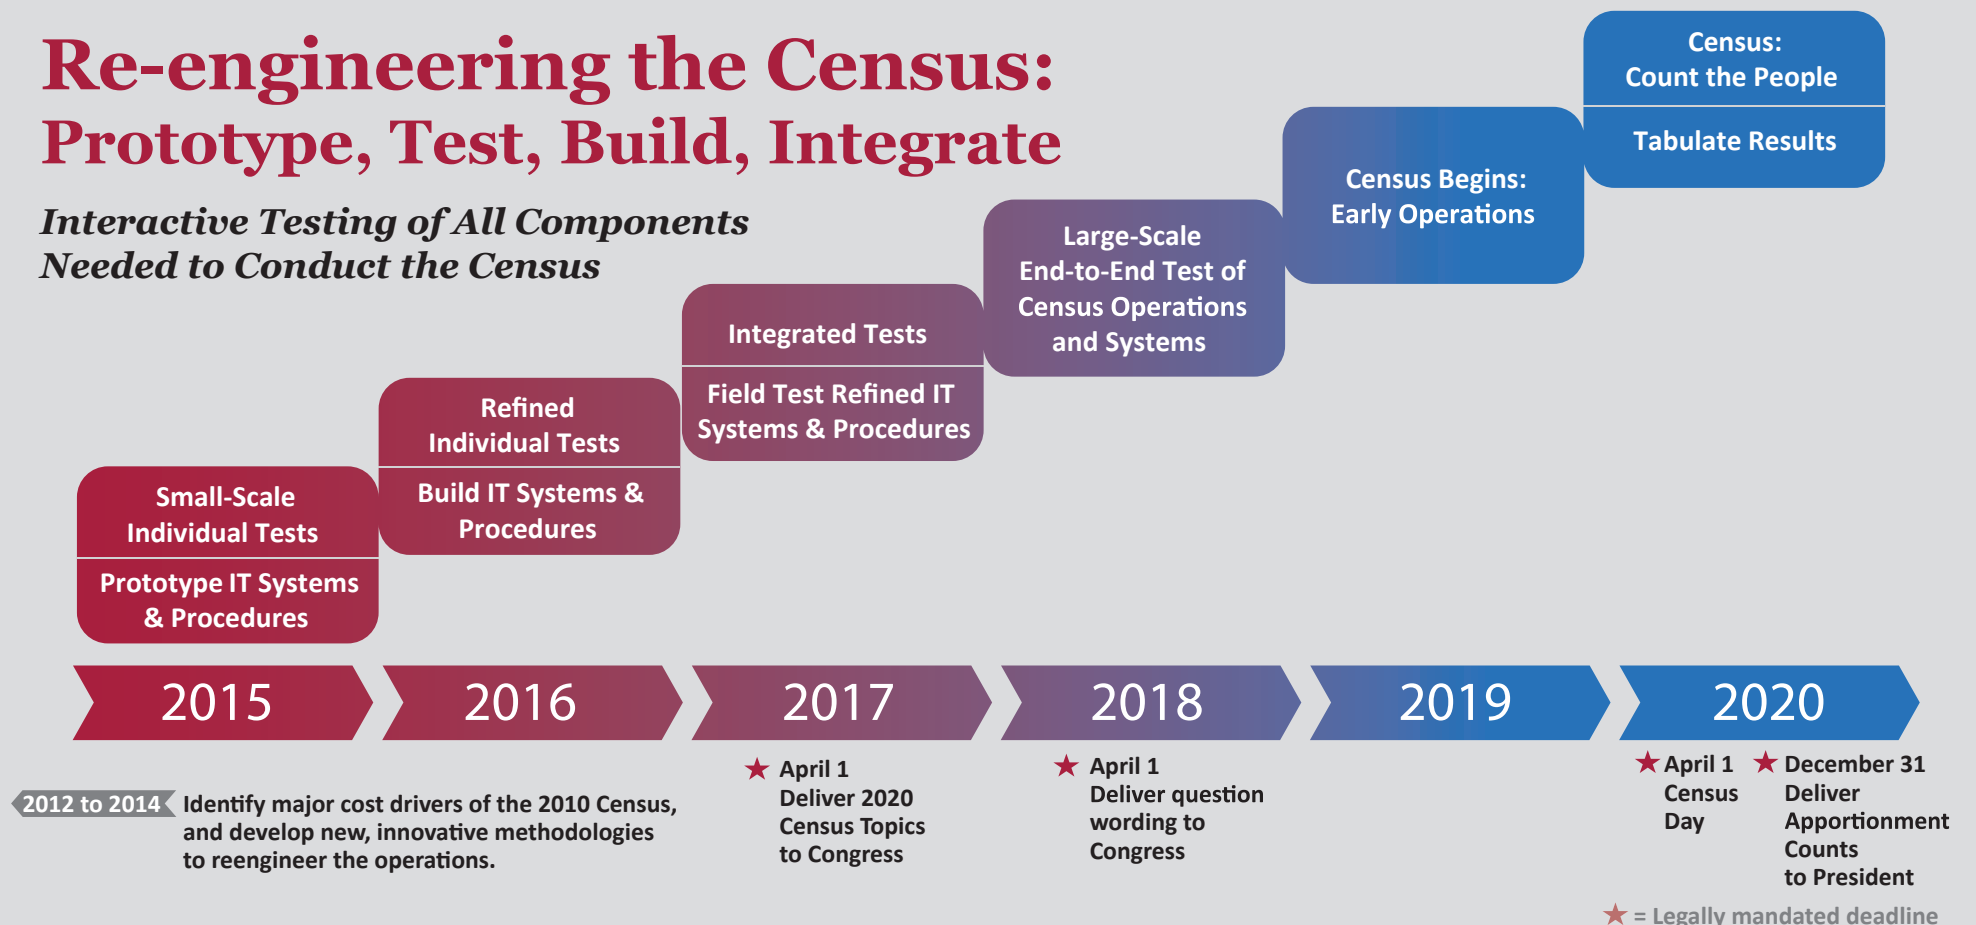 Re-engineering the Census:
Prototype, Test, Build, Integrate
Interactive Testing of All Components
Needed to Conduct the Census
Small-Scale
Individual Tests
Prototype IT Systems
& Procedures
Refined
Individual Tests
Build IT Systems &
Procedures
Integrated Tests
Field Test Refined IT
Systems & Procedures
Large-Scale
End-to-End Test of
Census Operations
and Systems
Census Begins:
Early Operations
Census:
Count the People
Tabulate Results
2015
2016
2017
2018
2019
2020
2012 to 2014
Identify major cost drivers of the 2010 Census,
and develop new, innovative methodologies
to reengineer the operations.
April 1
Deliver 2020
Census Topics
to Congress
April 1
Deliver question
wording to
Congress
April 1
Census
Day
December 31
Deliver
Apportionment
Counts
to President
= Legally mandated deadline